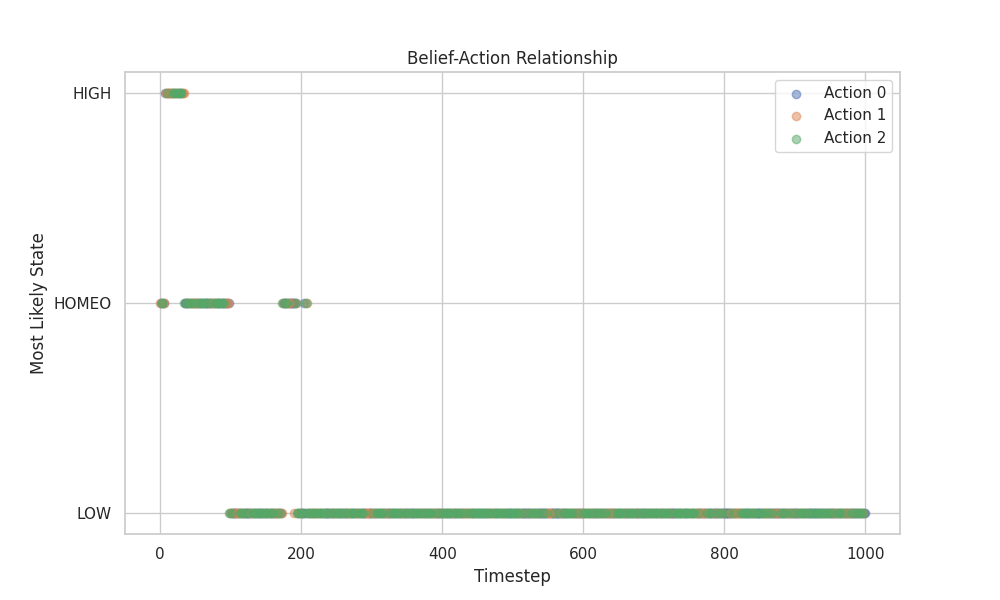 Belief-Action Relationship
HIGH
HOMEO
LOW
Most Likely State
Action 0
Action 1
Action 2
0
200
400
600
800
1000
Timestep